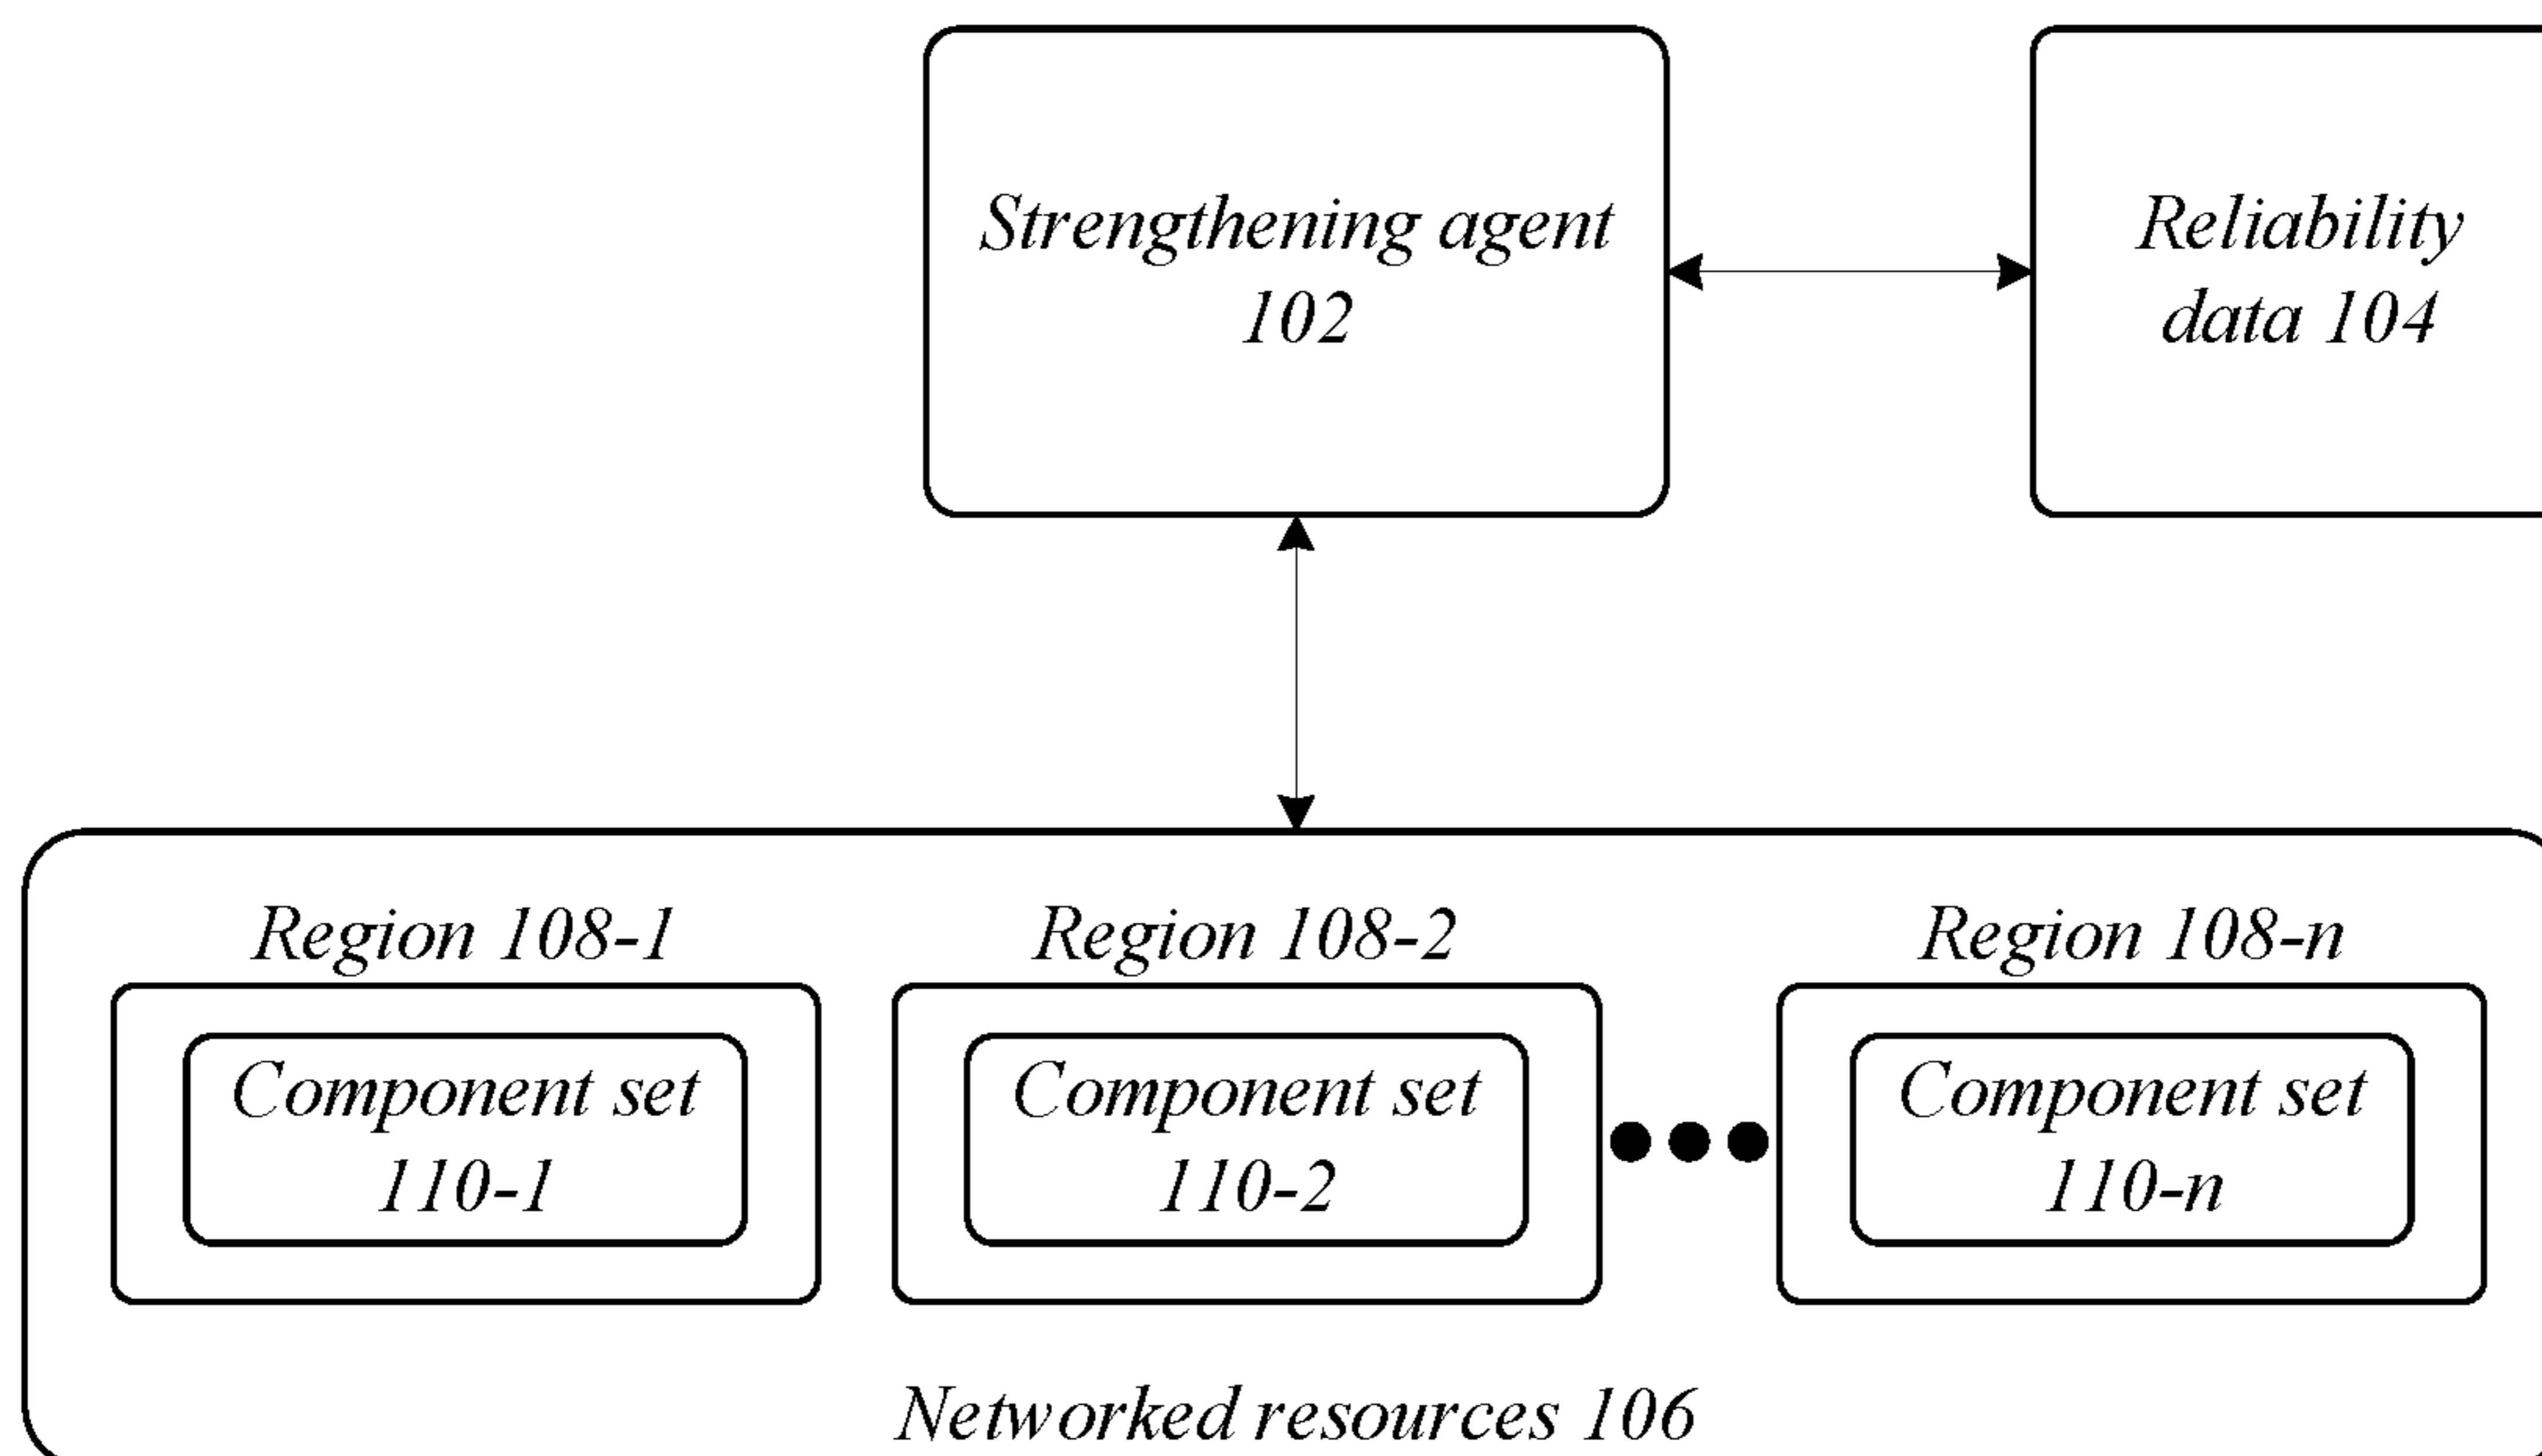 Strengthening agent
102
Reliability
data 104
Region 108-1
Region 108-2
Region 108-n
Component set
110-1
Component set
110-2
Component set
110-n
Networked resources 106